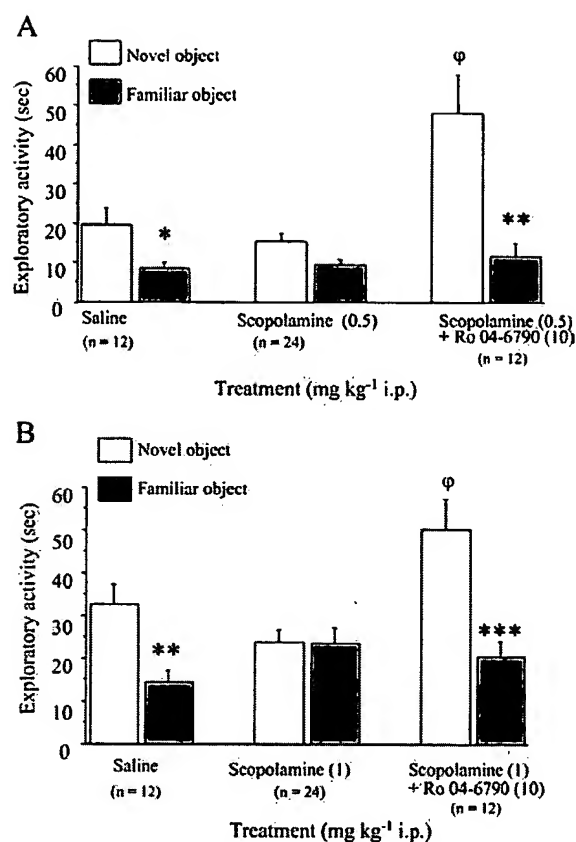 A
Novel object
Familiar object
Exploratory activity (sec)
60
50
40
30
20
10
0
*
φ
**
Saline
(n = 12)
Scopolamine (0.5)
(n = 24)
Scopolamine (0.5)
+ Ro 04-6790 (10)
(n = 12)
Treatment (mg kg⁻¹ i.p.)
B
Novel object
Familiar object
Exploratory activity (sec)
60
50
40
30
20
10
0
**
φ
***
Saline
(n = 12)
Scopolamine (1)
(n = 24)
Scopolamine (1)
+ Ro 04-6790 (10)
(n = 12)
Treatment (mg kg⁻¹ i.p.)